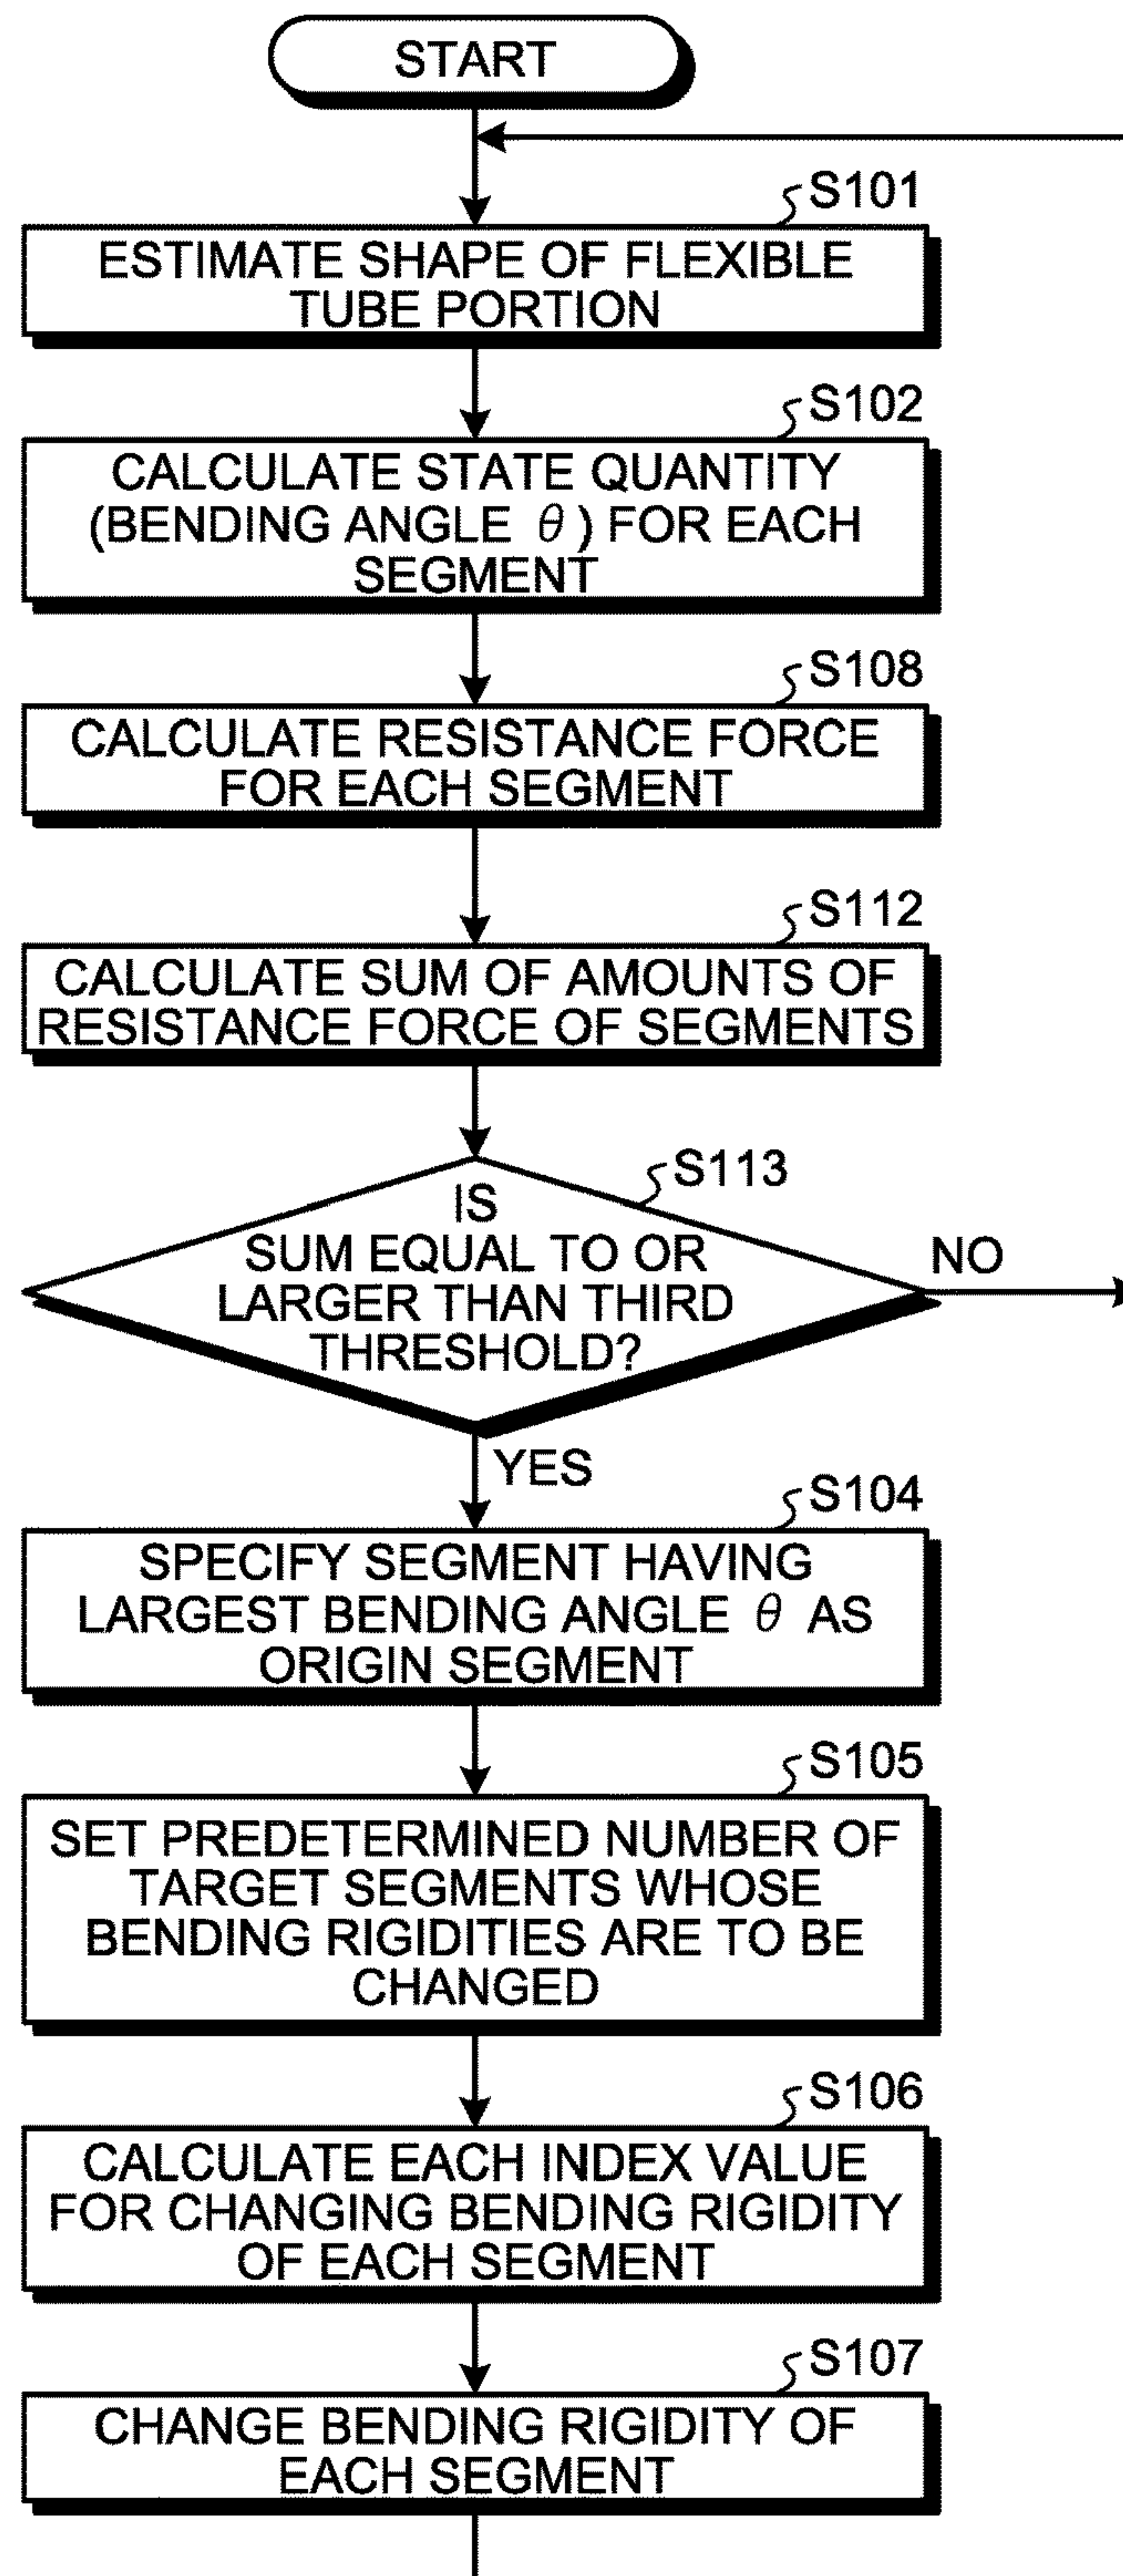 START
S101
ESTIMATE SHAPE OF FLEXIBLE
TUBE PORTION
S102
CALCULATE STATE QUANTITY
(BENDING ANGLE θ) FOR EACH
SEGMENT
S108
CALCULATE RESISTANCE FORCE
FOR EACH SEGMENT
S112
CALCULATE SUM OF AMOUNTS OF
RESISTANCE FORCE OF SEGMENTS
S113
IS
SUM EQUAL TO OR
LARGER THAN THIRD
THRESHOLD?
NO
YES
S104
SPECIFY SEGMENT HAVING
LARGEST BENDING ANGLE θ AS
ORIGIN SEGMENT
S105
SET PREDETERMINED NUMBER OF
TARGET SEGMENTS WHOSE
BENDING RIGIDITIES ARE TO BE
CHANGED
S106
CALCULATE EACH INDEX VALUE
FOR CHANGING BENDING RIGIDITY
OF EACH SEGMENT
S107
CHANGE BENDING RIGIDITY OF
EACH SEGMENT